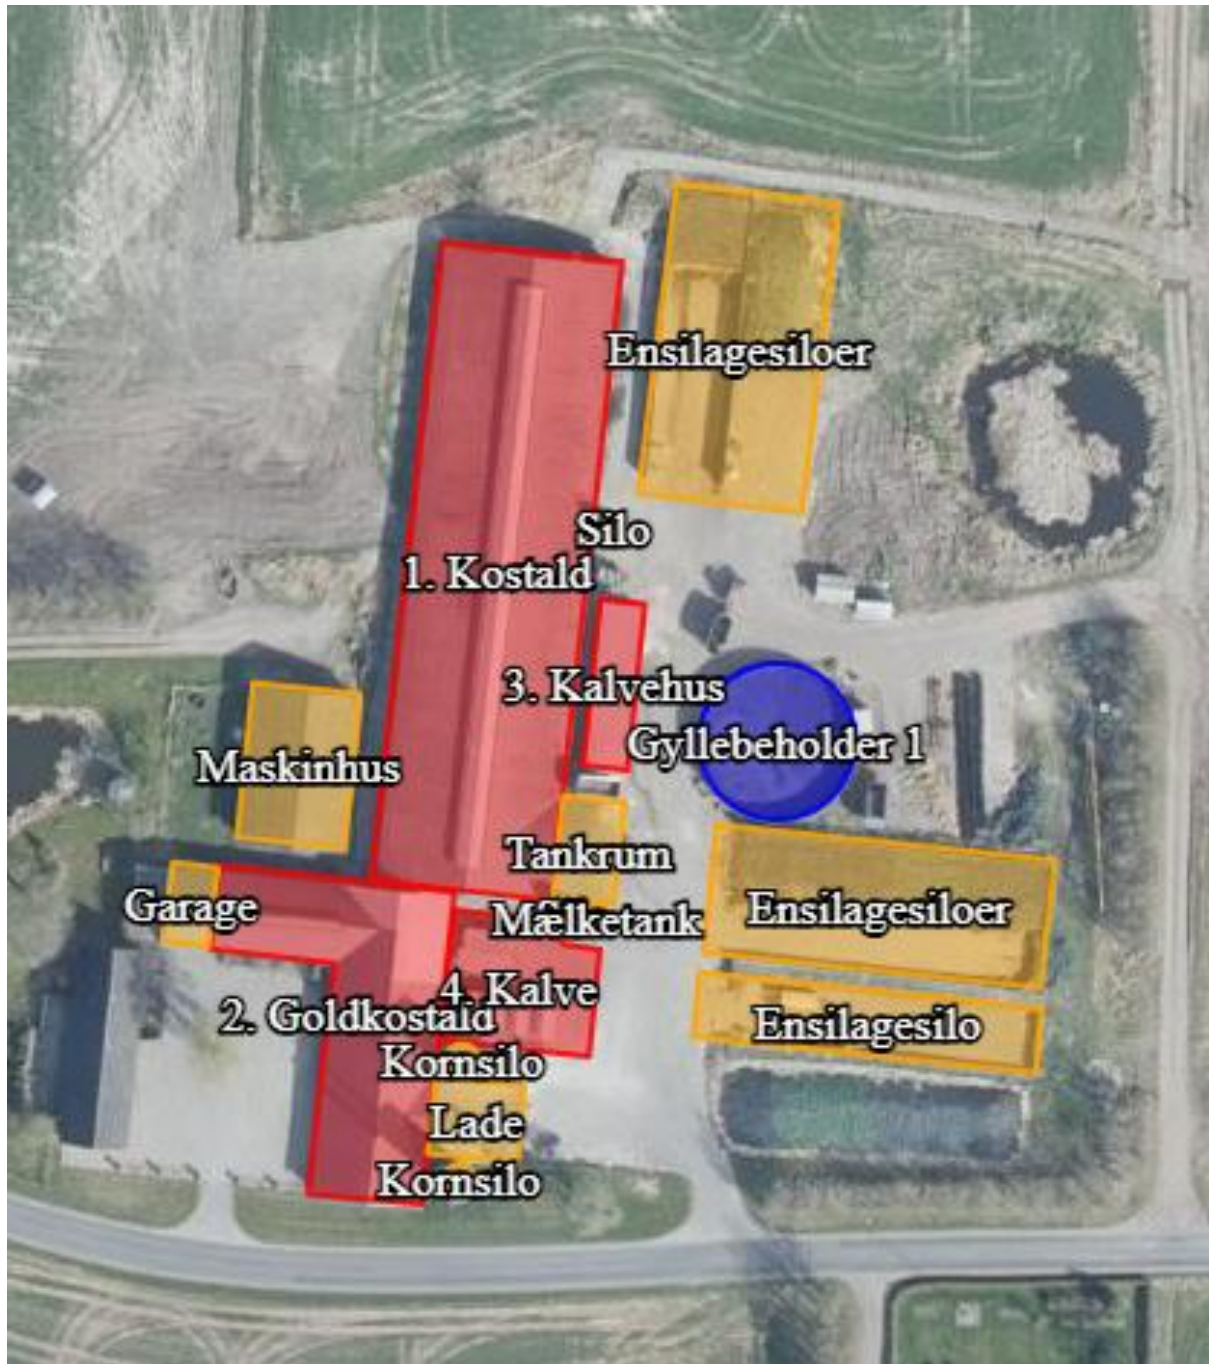 Ensilagesiloer
Silo
1. Kostald
3. Kalvehus
Gyllebeholder 1
Maskinhus
Tankrum
Garage
Mælketank
Ensilagesiloer
4. Kalve
2. Goldkostald
Ensilagesilo
Kornsilo
Lade
Kornsilo